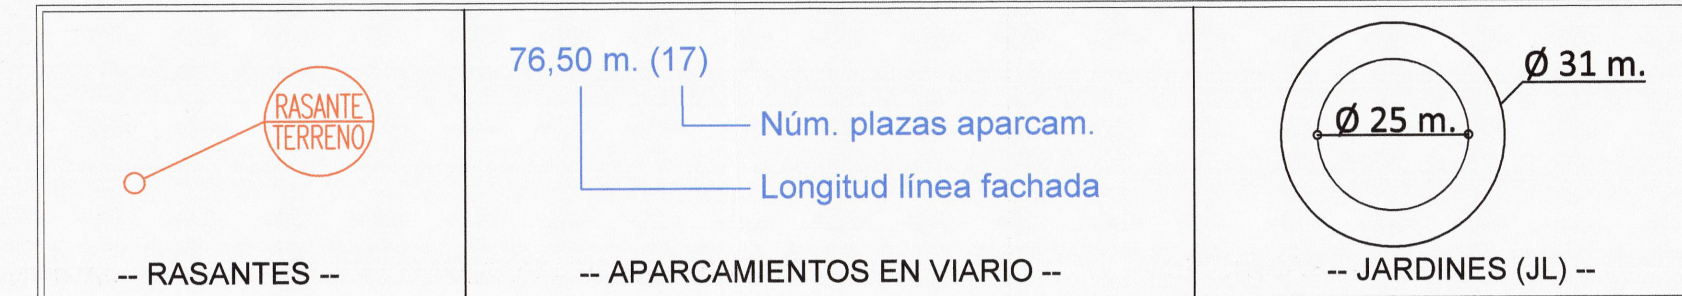 RASANTE
TERRENO
-- RASANTES --
76,50 m. (17)
Núm. plazas aparcam.
Longitud línea fachada
-- APARCAMIENTOS EN VIARIO --
Ø 31 m.
Ø 25 m.
-- JARDINES (JL) --